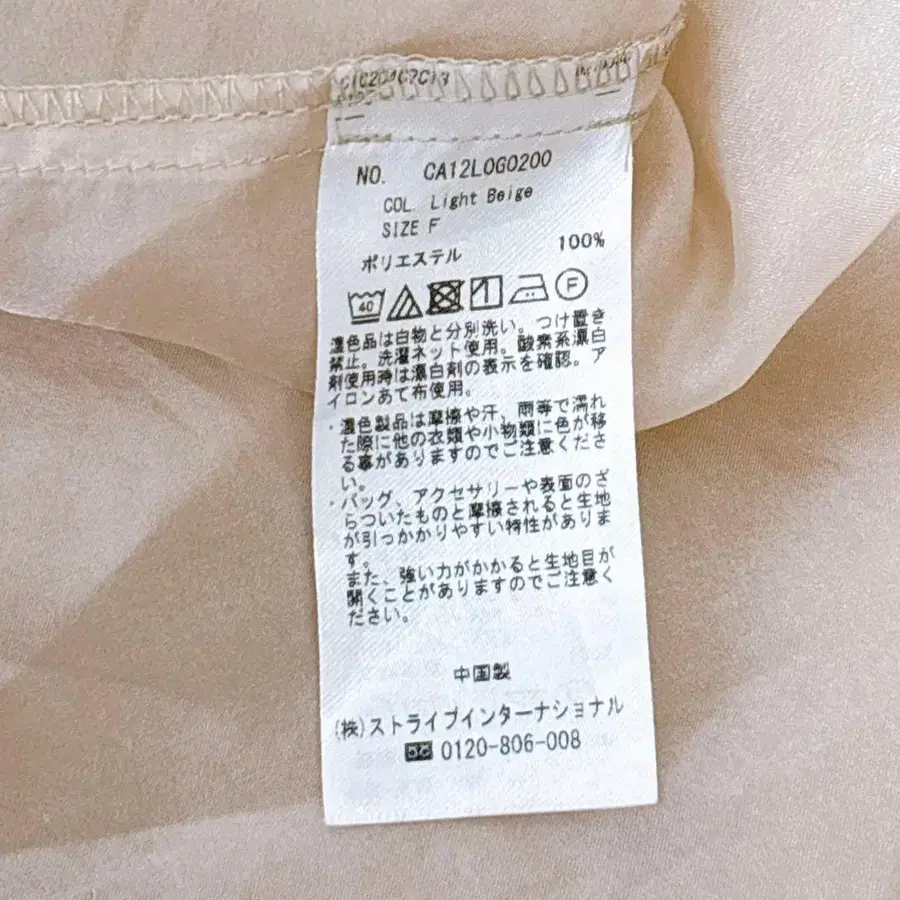 NO. CA12L0G0200
COL. Light Beige
SIZE F
ポリエステル 100%
40 F
濃色品は白物と分別洗い。つけ置き
禁止。洗濯ネット使用。酸素系漂白
剤使用時は漂白剤の表示を確認。ア
イロンあて布使用。
・濃色製品は摩擦や汗、雨等で濡れ
た際に他の衣類や小物類に色が移
る事がありますのでご注意くださ
い。
・バッグ、アクセサリーや表面のざ
らついたものと摩擦されると生地
が引っかかりやすい特性がありま
す。
また、強い力がかかると生地目が
開くことがありますのでご注意く
ださい。
中国製
(株)ストライプインターナショナル
0120-806-008